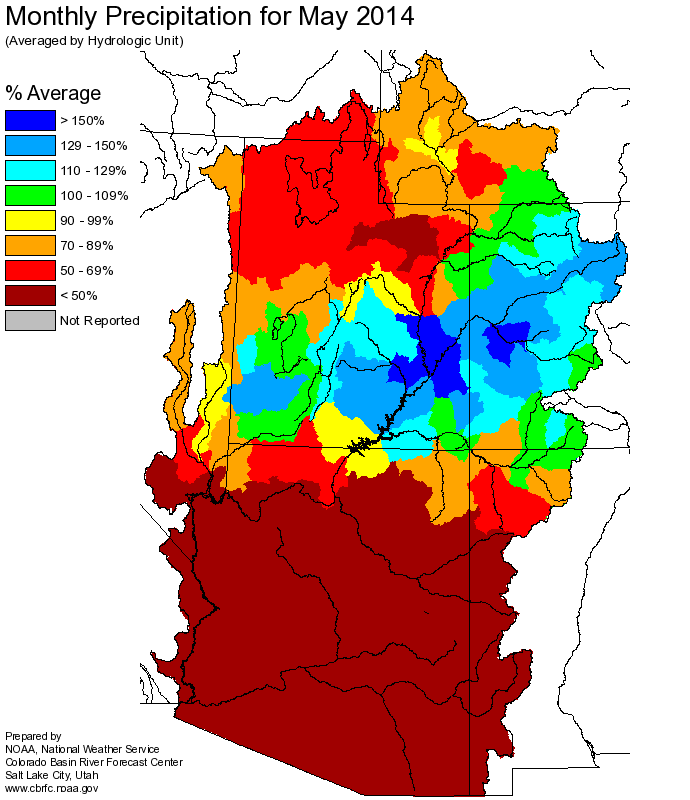 Monthly Precipitation for May 2014
(Averaged by Hydrologic Unit)
% Average
> 150%
129 - 150%
110 - 129%
100 - 109%
90 - 99%
70 - 89%
50 - 69%
< 50%
Not Reported
Prepared by
NOAA, National Weather Service
Colorado Basin River Forecast Center
Salt Lake City, Utah
www.cbrfc.noaa.gov